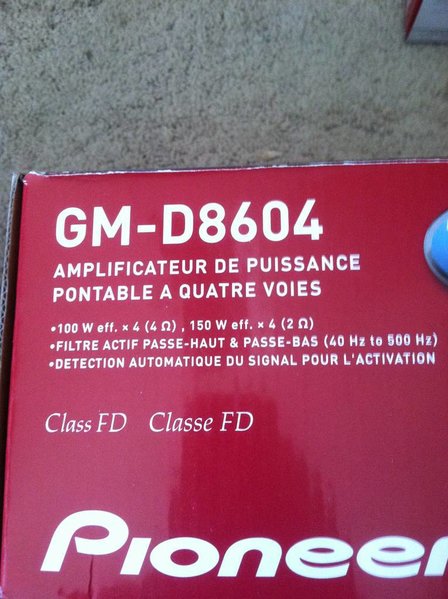 GM-D8604
AMPLIFICATEUR DE PUISSANCE
PONTABLE A QUATRE VOIES
•100 W eff. × 4 (4 Ω) , 150 W eff. × 4 (2 Ω)
•FILTRE ACTIF PASSE-HAUT & PASSE-BAS (40 Hz to 500 Hz)
•DETECTION AUTOMATIQUE DU SIGNAL POUR L'ACTIVATION
Class FD Classe FD
Pioneer